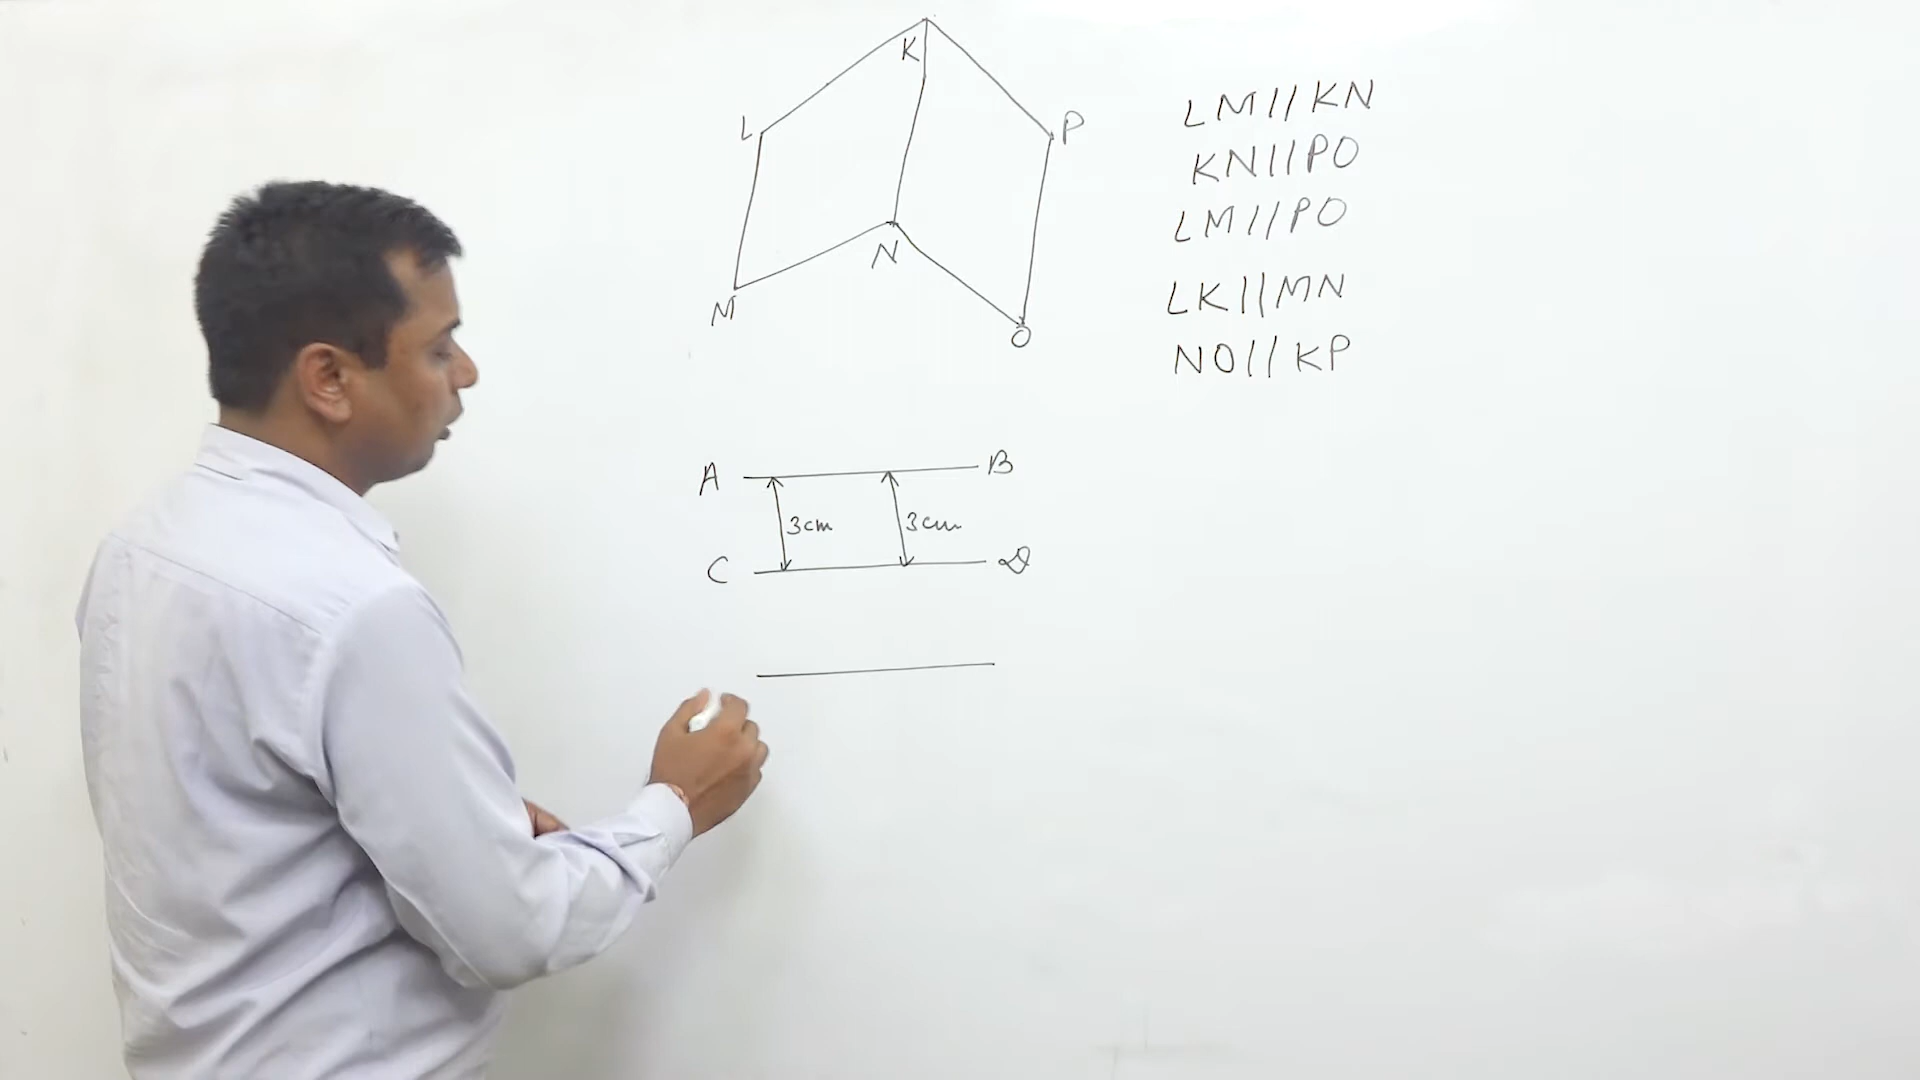 K
L
P
N
M
O
LM//KN
KN//PO
LM//PO
LK//MN
NO//KP
A B
3cm 3cm
C D